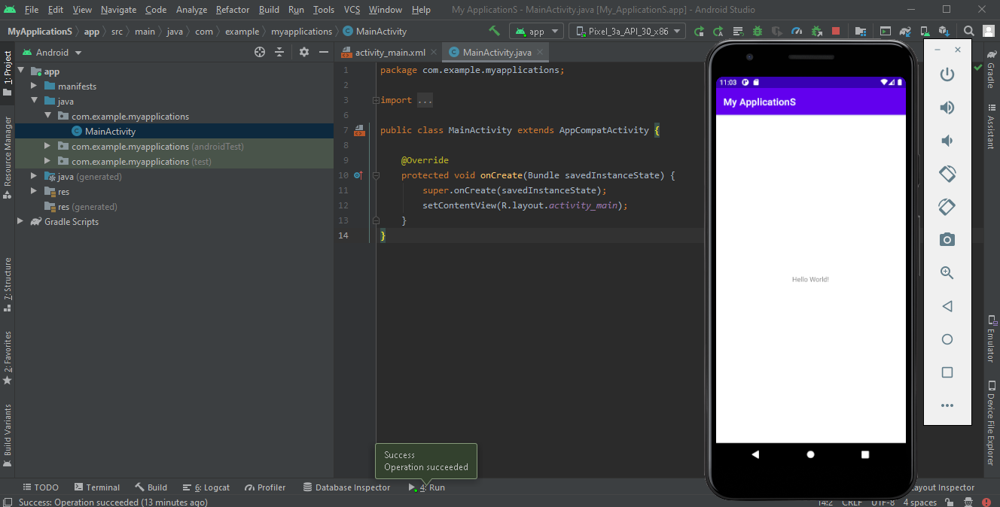 File Edit View Navigate Code Analyze Refactor Build Run Tools VCS Window Help My ApplicationS - MainActivity.java [My_ApplicationS.app] - Android Studio
MyApplicationS app src main java com example myapplications MainActivity app Pixel_3a_API_30_x86
1: Project
Resource Manager
7: Structure
2: Favorites
Build Variants
Android
app
manifests
java
com.example.myapplications
MainActivity
com.example.myapplications (androidTest)
com.example.myapplications (test)
java (generated)
res
res (generated)
Gradle Scripts
activity_main.xml MainActivity.java
1 package com.example.myapplications;
2
3 import ...
6
7 public class MainActivity extends AppCompatActivity {
8
9 @Override
10 protected void onCreate(Bundle savedInstanceState) {
11 super.onCreate(savedInstanceState);
12 setContentView(R.layout.activity_main);
13 }
14 }
11:03
My ApplicationS
Hello World!
Gradle
Assistant
Emulator
Device File Explorer
Success
Operation succeeded
TODO Terminal Build 6: Logcat Profiler Database Inspector 4: Run Layout Inspector
Success: Operation succeeded (13 minutes ago) 14:2 CRLF UTF-8 4 spaces